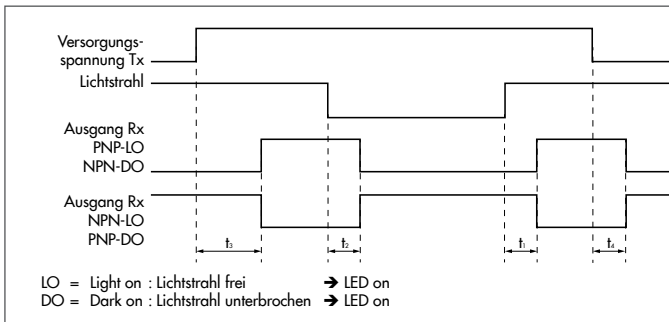 Versorgungs-
spannung Tx
Lichtstrahl
Ausgang Rx
PNP-LO
NPN-DO
Ausgang Rx
NPN-LO
PNP-DO
t₃ t₂ t₁ t₄
LO = Light on : Lichtstrahl frei ➔ LED on
DO = Dark on : Lichtstrahl unterbrochen ➔ LED on